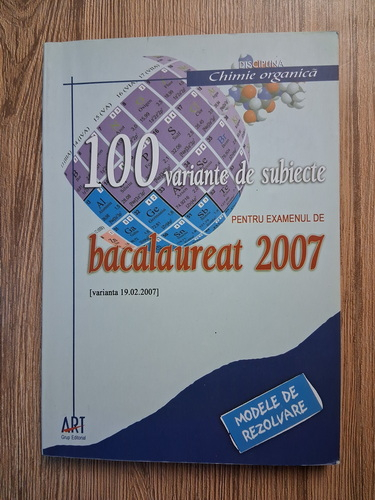 DISCIPLINA
Chimie organică
100 variante de subiecte
PENTRU EXAMENUL DE
bacalaureat 2007
[varianta 19.02.2007]
MODELE DE
REZOLVARE
ART
Grup Editorial